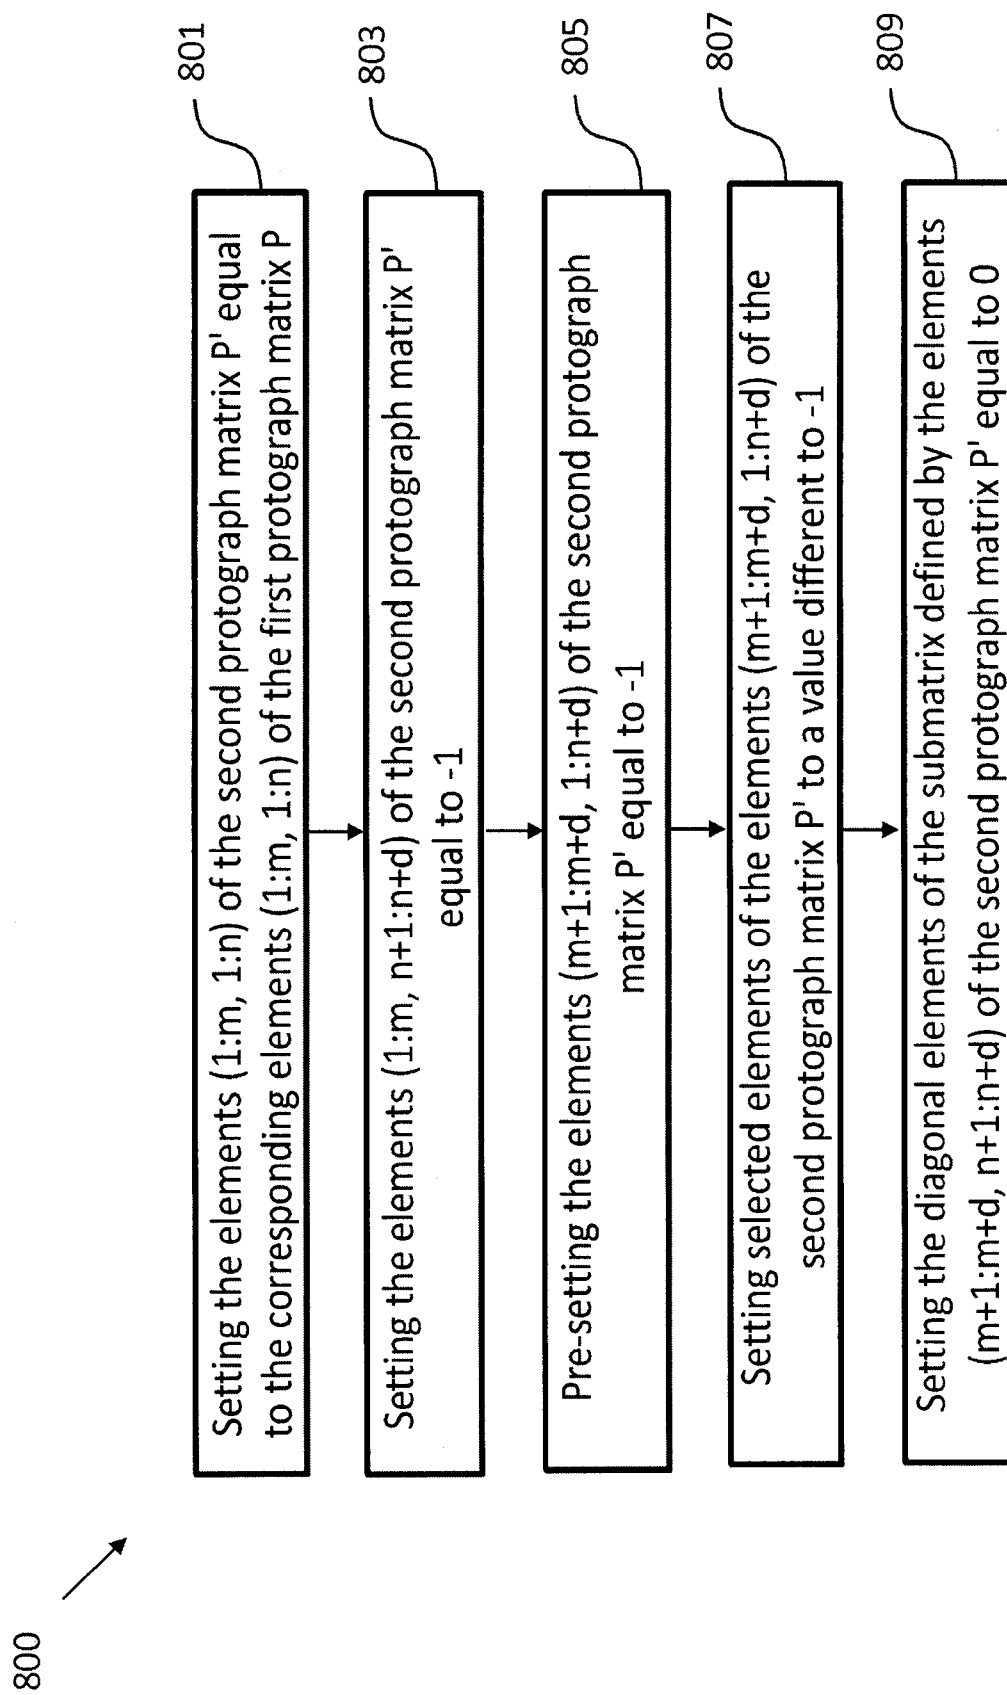 800
801
Setting the elements (1:m, 1:n) of the second protograph matrix P' equal
to the corresponding elements (1:m, 1:n) of the first protograph matrix P
803
Setting the elements (1:m, n+1:n+d) of the second protograph matrix P'
equal to -1
805
Pre-setting the elements (m+1:m+d, 1:n+d) of the second protograph
matrix P' equal to -1
807
Setting selected elements of the elements (m+1:m+d, 1:n+d) of the
second protograph matrix P' to a value different to -1
809
Setting the diagonal elements of the submatrix defined by the elements
(m+1:m+d, n+1:n+d) of the second protograph matrix P' equal to 0